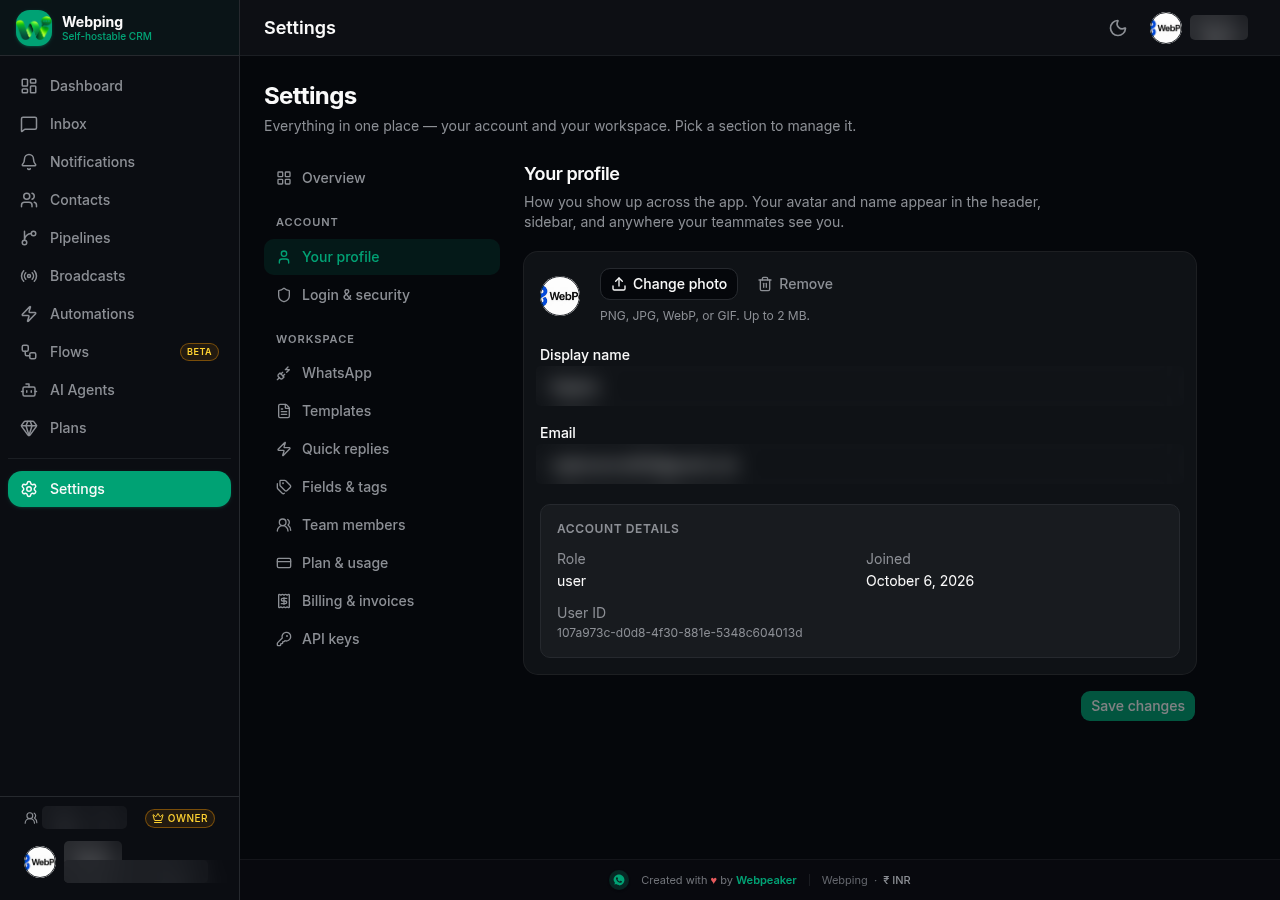 Webping
Self-hostable CRM
Settings
WebP
Dashboard
Inbox
Notifications
Contacts
Pipelines
Broadcasts
Automations
Flows
BETA
AI Agents
Plans
Settings
OWNER
WebP
Settings
Everything in one place — your account and your workspace. Pick a section to manage it.
Overview
ACCOUNT
Your profile
Login & security
WORKSPACE
WhatsApp
Templates
Quick replies
Fields & tags
Team members
Plan & usage
Billing & invoices
API keys
Your profile
How you show up across the app. Your avatar and name appear in the header,
sidebar, and anywhere your teammates see you.
WebP
Change photo
Remove
PNG, JPG, WebP, or GIF. Up to 2 MB.
Display name
Email
ACCOUNT DETAILS
Role
Joined
user
October 6, 2026
User ID
107a973c-d0d8-4f30-881e-5348c604013d
Save changes
Created with ♥ by Webpeaker
Webping · ₹ INR